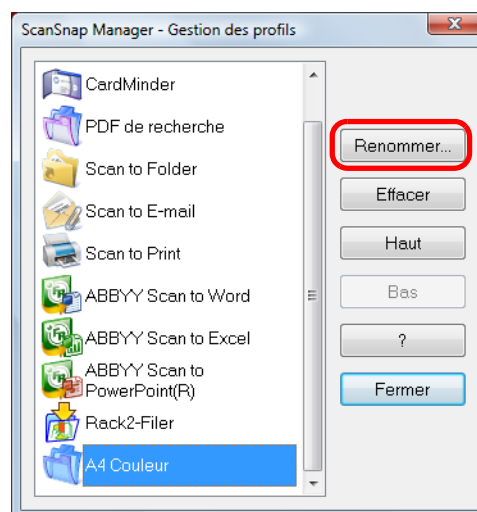 ScanSnap Manager - Gestion des profils
CardMinder
PDF de recherche
Scan to Folder
Scan to E-mail
Scan to Print
ABBYY Scan to Word
ABBYY Scan to Excel
ABBYY Scan to
PowerPoint(R)
Rack2-Filer
A4 Couleur
Renommer...
Effacer
Haut
Bas
?
Fermer